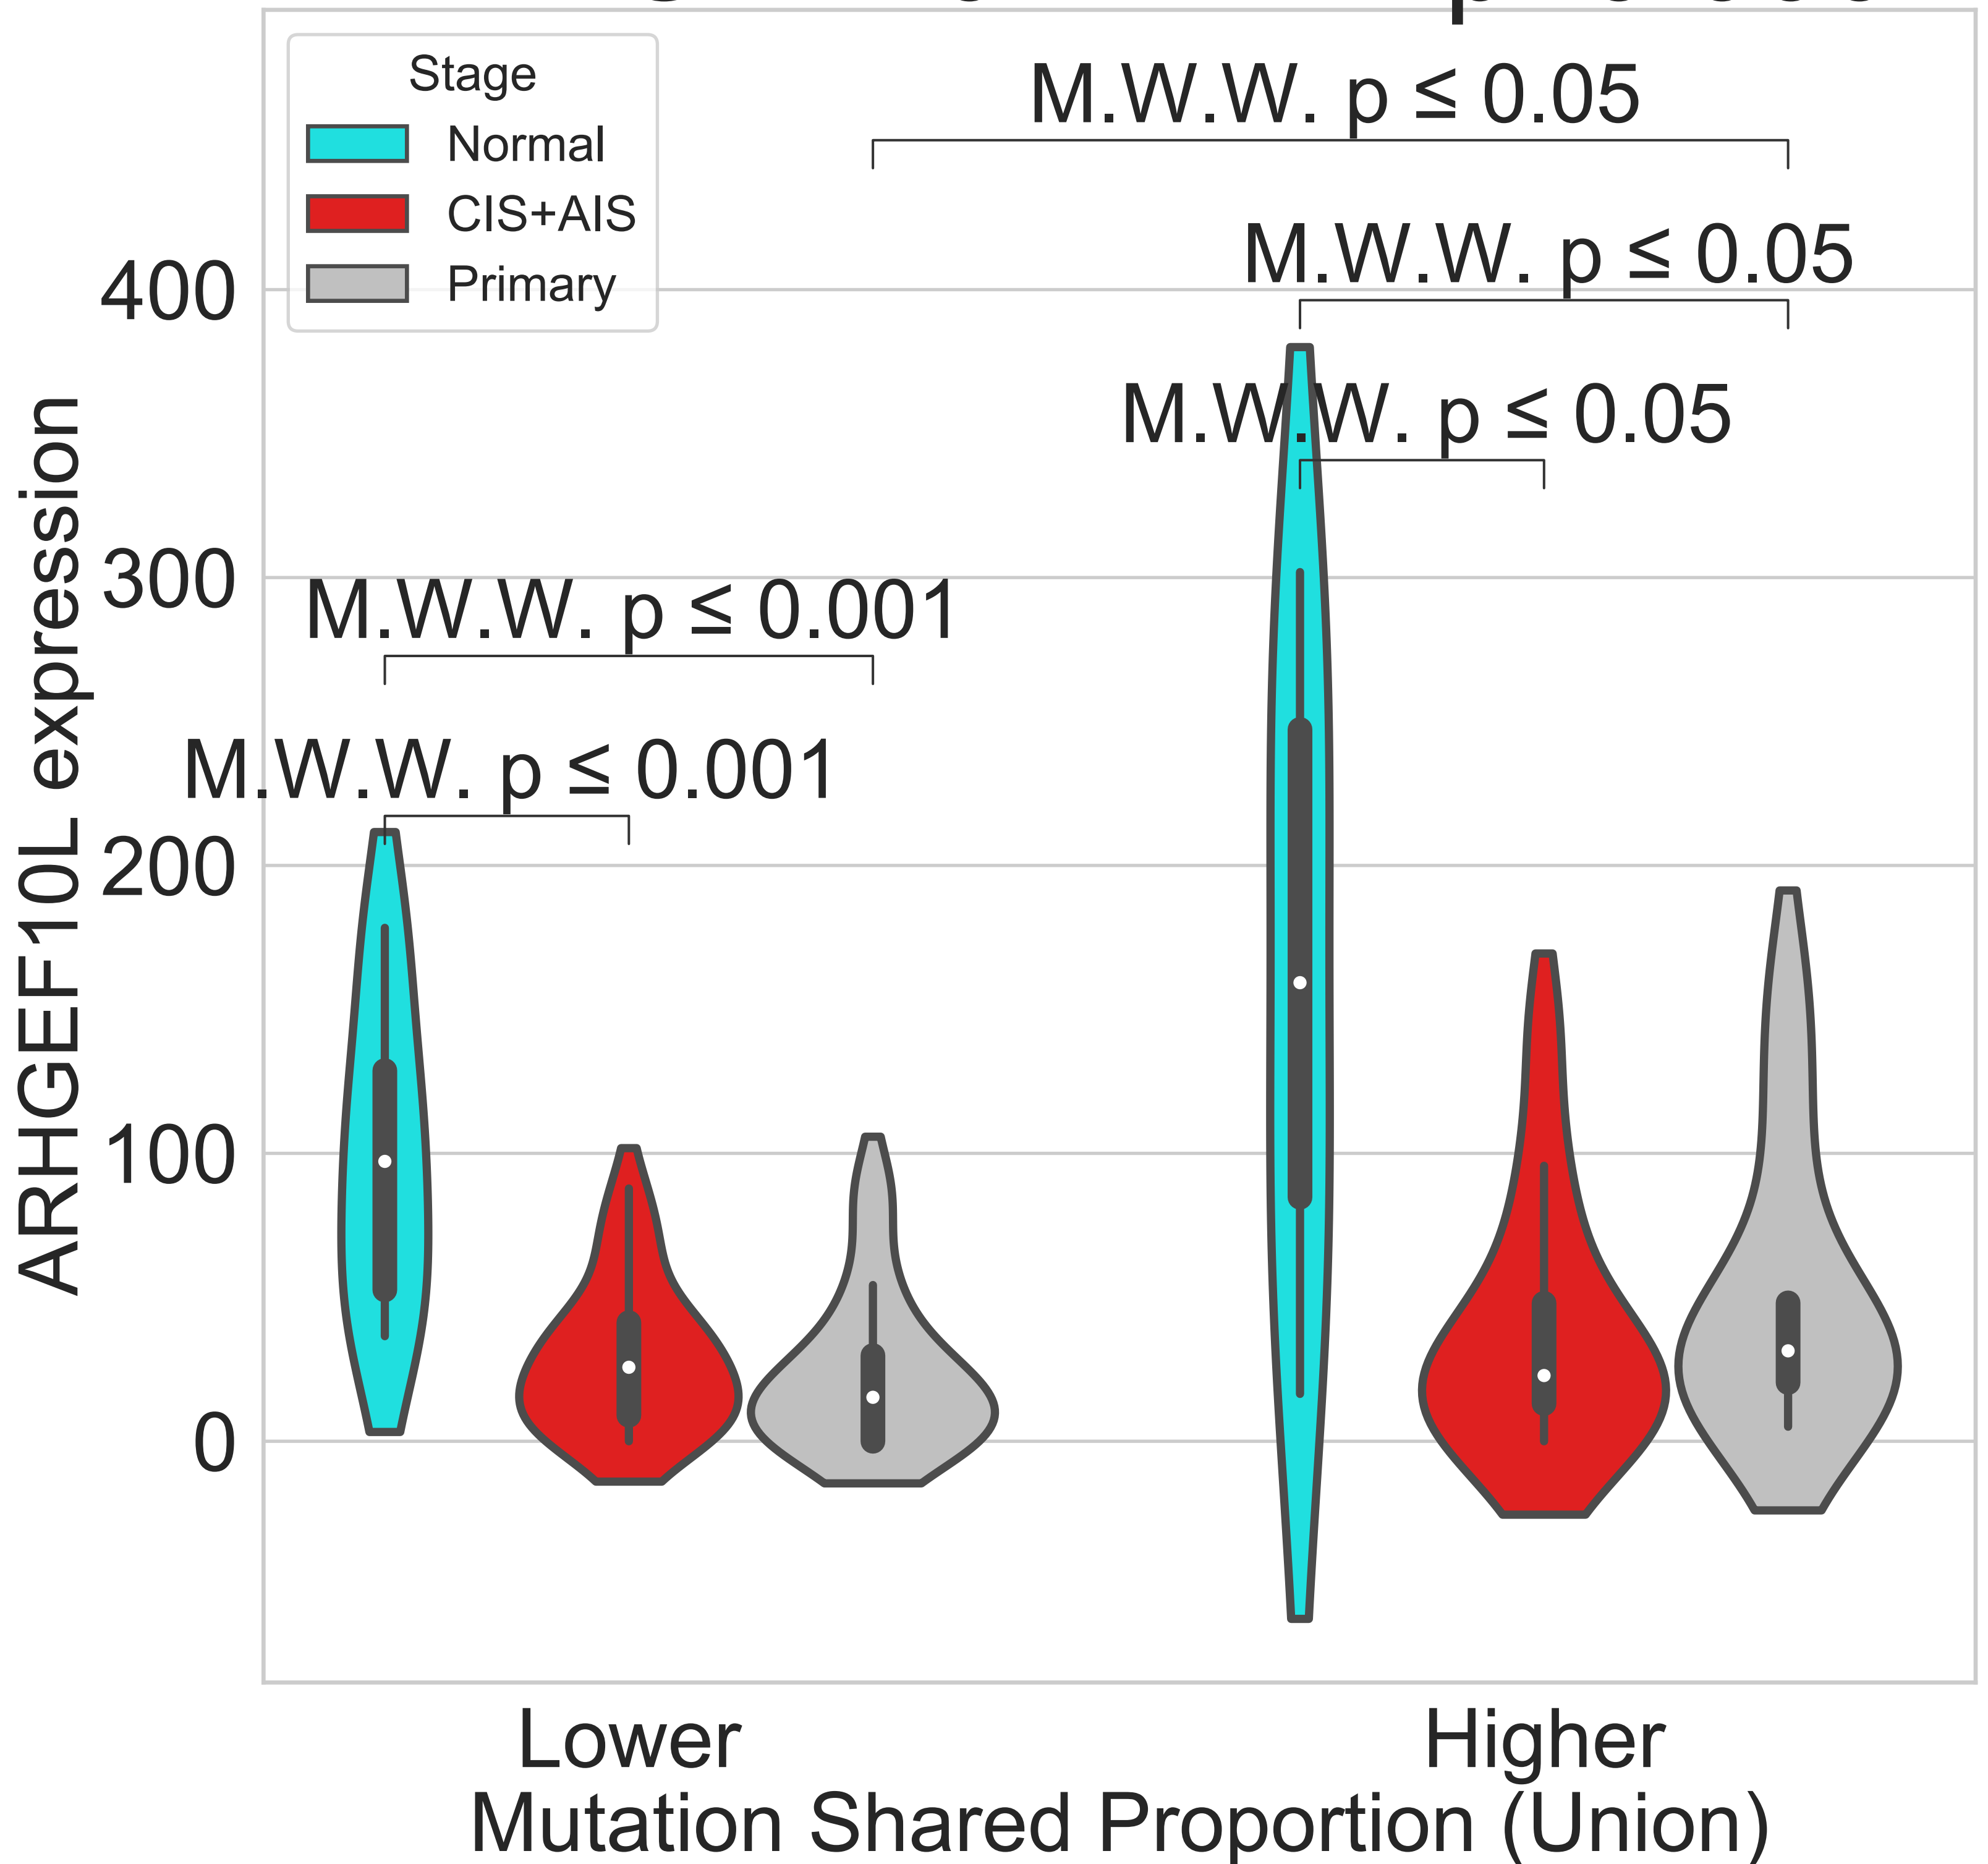 Stage
Normal
CIS+AIS
Primary
M.W.W. p ≤ 0.05
M.W.W. p ≤ 0.05
M.W.W. p ≤ 0.05
M.W.W. p ≤ 0.001
M.W.W. p ≤ 0.001
400
300
200
100
0
ARHGEF10L expression
Lower
Higher
Mutation Shared Proportion (Union)